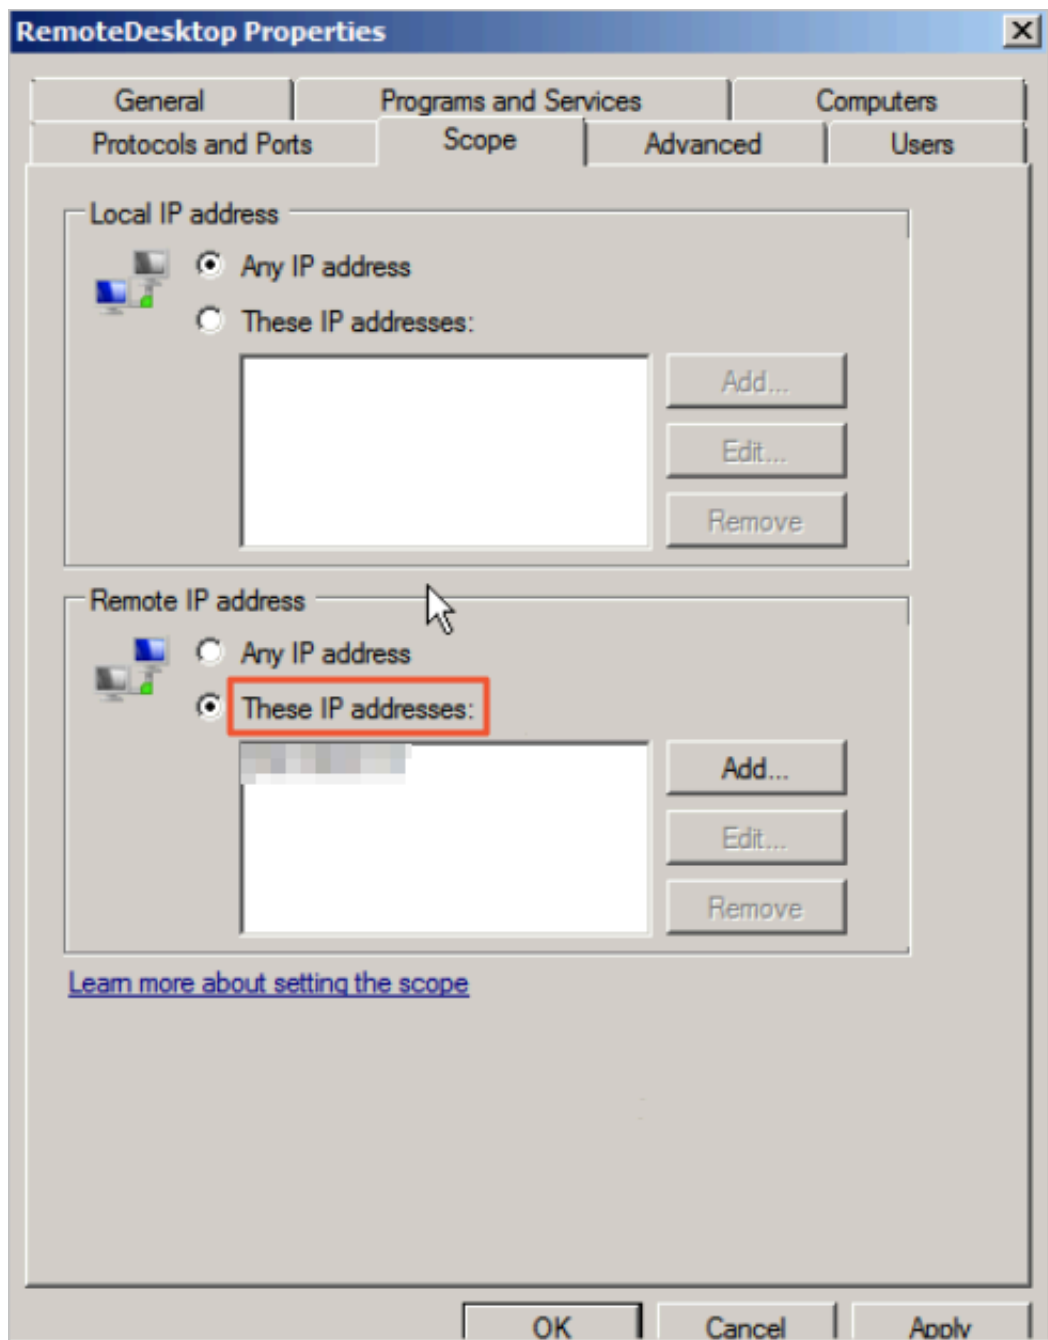 RemoteDesktop Properties
General
Programs and Services
Computers
Protocols and Ports
Scope
Advanced
Users
Local IP address
Any IP address
These IP addresses:
Add...
Edit...
Remove
Remote IP address
Any IP address
These IP addresses:
Add...
Edit...
Remove
Learn more about setting the scope
OK
Cancel
Apply